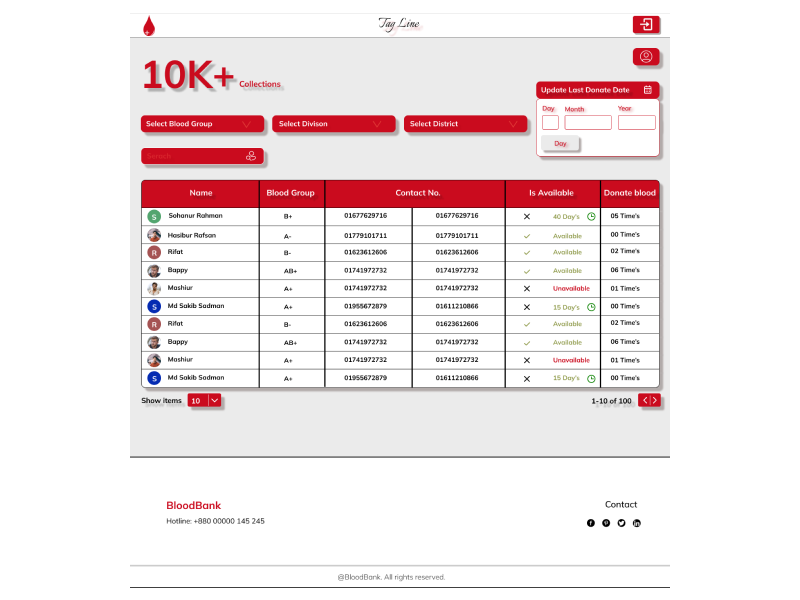 Tag Line
10K+ Collections
Update Last Donate Date
Day Month Year
Select Blood Group Select Divison Select District
Day
Search
Name Blood Group Contact No. Is Available Donate blood
S Sohanur Rahman B+ 01677629716 01677629716 40 Day's 05 Time's
Hasibur Rafsan A- 01779101711 01779101711 Available 00 Time's
R Rifat B- 01623612606 01623612606 Available 02 Time's
Bappy AB+ 01741972732 01741972732 Available 06 Time's
Mashiur A+ 01741972732 01741972732 Unavailable 01 Time's
S Md Sakib Sadman A+ 01955672879 01611210866 15 Day's 00 Time's
R Rifat B- 01623612606 01623612606 Available 02 Time's
Bappy AB+ 01741972732 01741972732 Available 06 Time's
Mashiur A+ 01741972732 01741972732 Unavailable 01 Time's
S Md Sakib Sadman A+ 01955672879 01611210866 15 Day's 00 Time's
Show items 10 1-10 of 100
BloodBank Contact
Hotline: +880 00000 145 245
@BloodBank. All rights reserved.